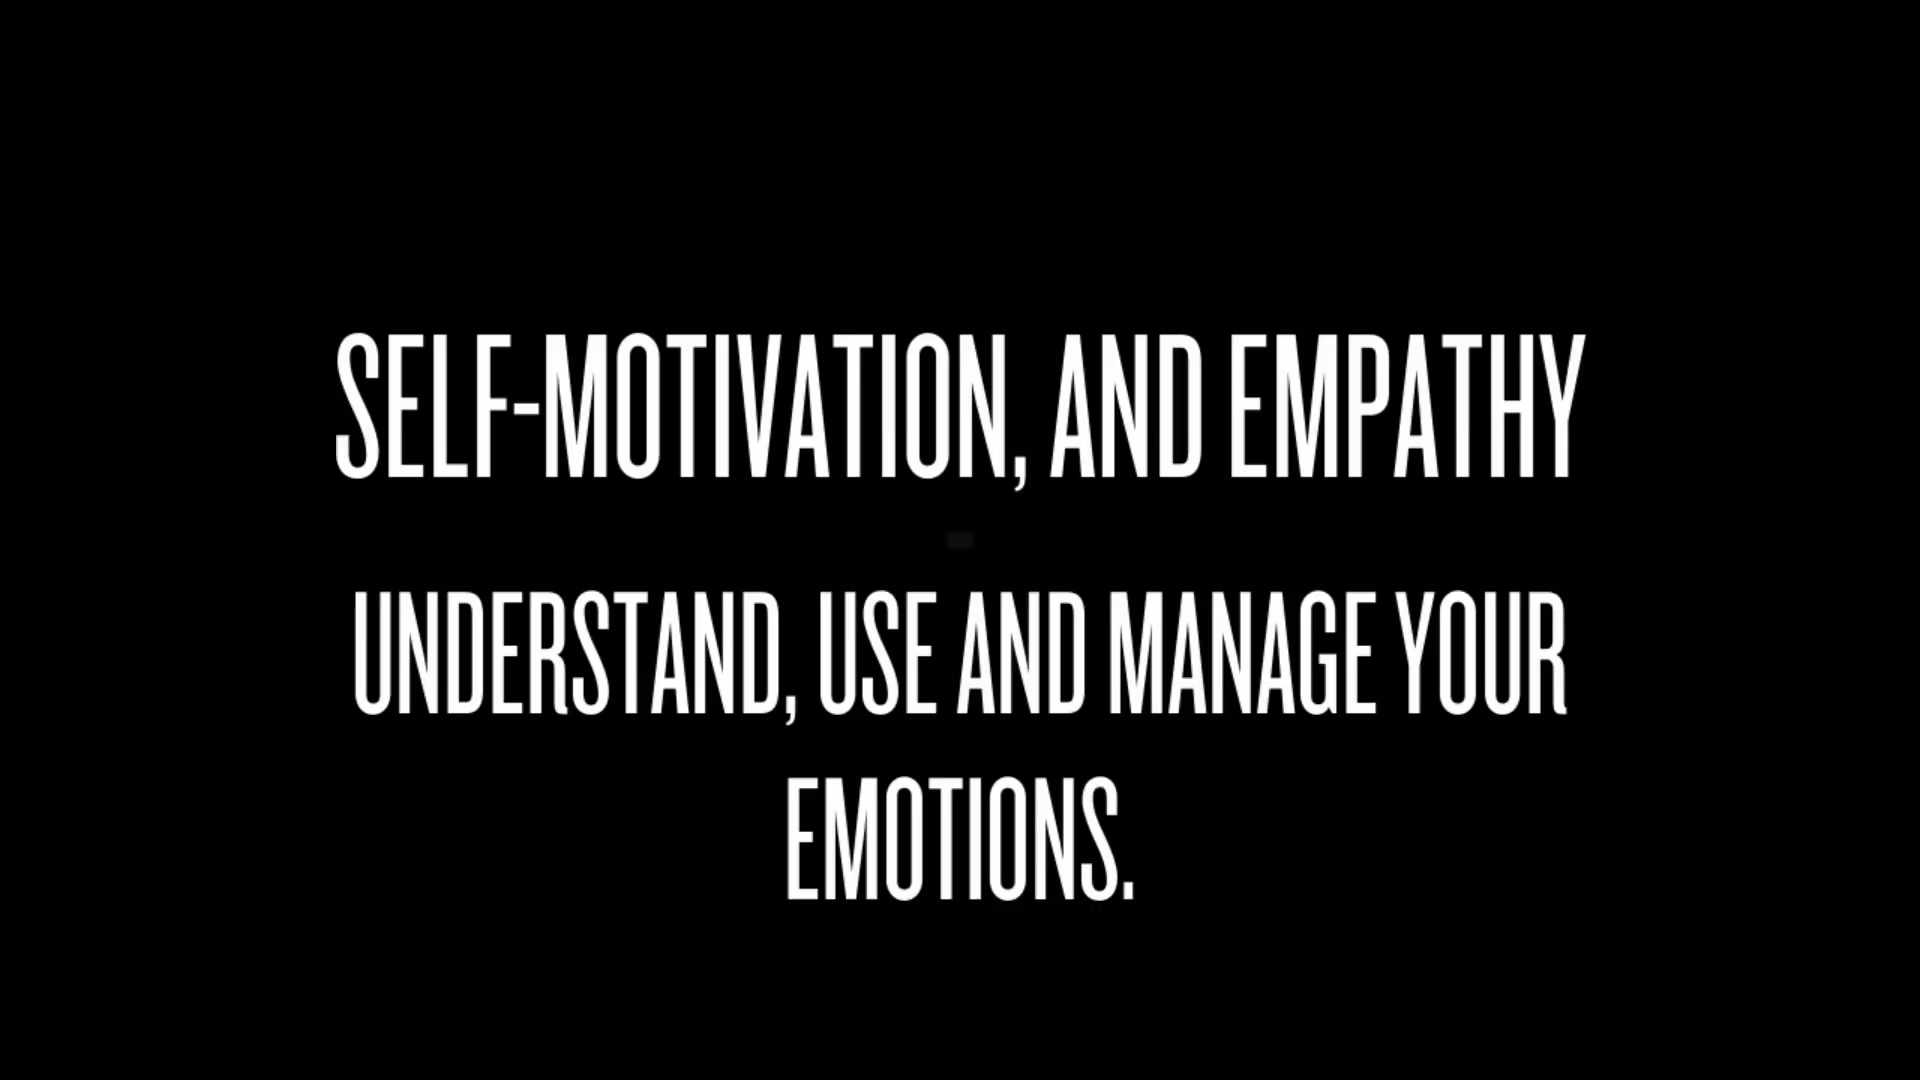 SELF-MOTIVATION, AND EMPATHY
UNDERSTAND, USE AND MANAGE YOUR
EMOTIONS.